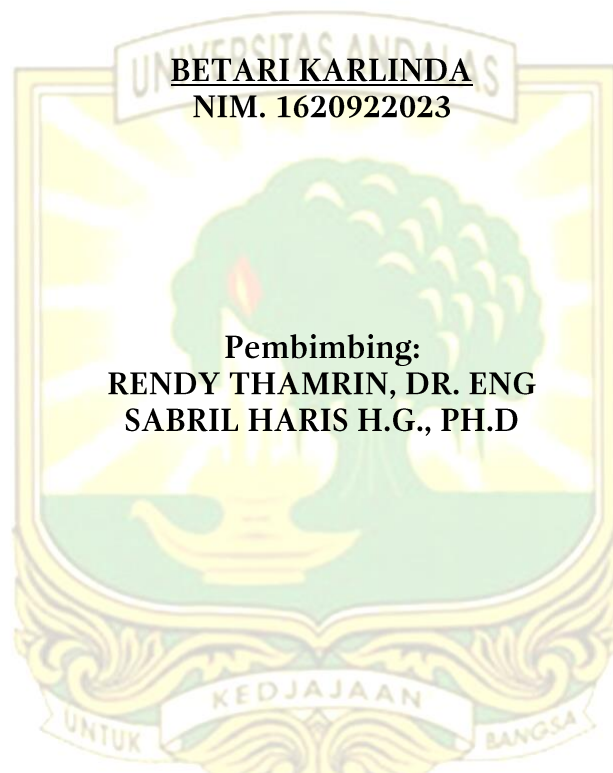 UNIVERSITAS ANDALAS
BETARI KARLINDA
NIM. 1620922023
Pembimbing:
RENDY THAMRIN, DR. ENG
SABRIL HARIS H.G., PH.D
UNTUK KEDJAJAAN BANGSA